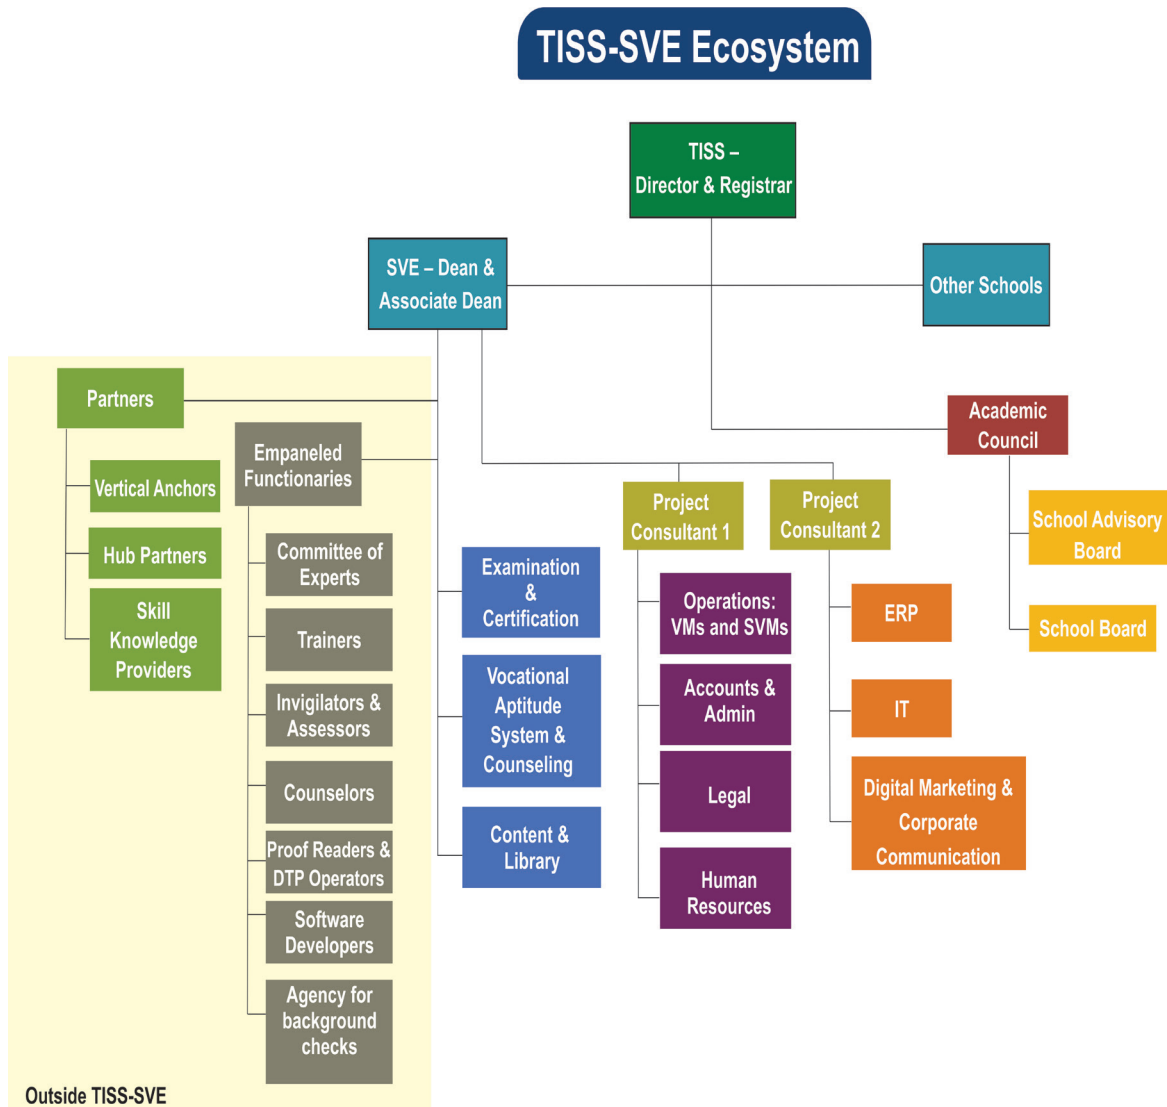 TISS-SVE Ecosystem
TISS –
Director & Registrar
SVE – Dean &
Associate Dean
Other Schools
Partners
Vertical Anchors
Hub Partners
Skill
Knowledge
Providers
Empaneled
Functionaries
Committee of
Experts
Trainers
Invigilators &
Assessors
Counselors
Proof Readers &
DTP Operators
Software
Developers
Agency for
background
checks
Outside TISS-SVE
Examination
&
Certification
Vocational
Aptitude
System &
Counseling
Content &
Library
Project
Consultant 1
Operations:
VMs and SVMs
Accounts &
Admin
Legal
Human
Resources
Project
Consultant 2
ERP
IT
Digital Marketing &
Corporate
Communication
Academic
Council
School Advisory
Board
School Board